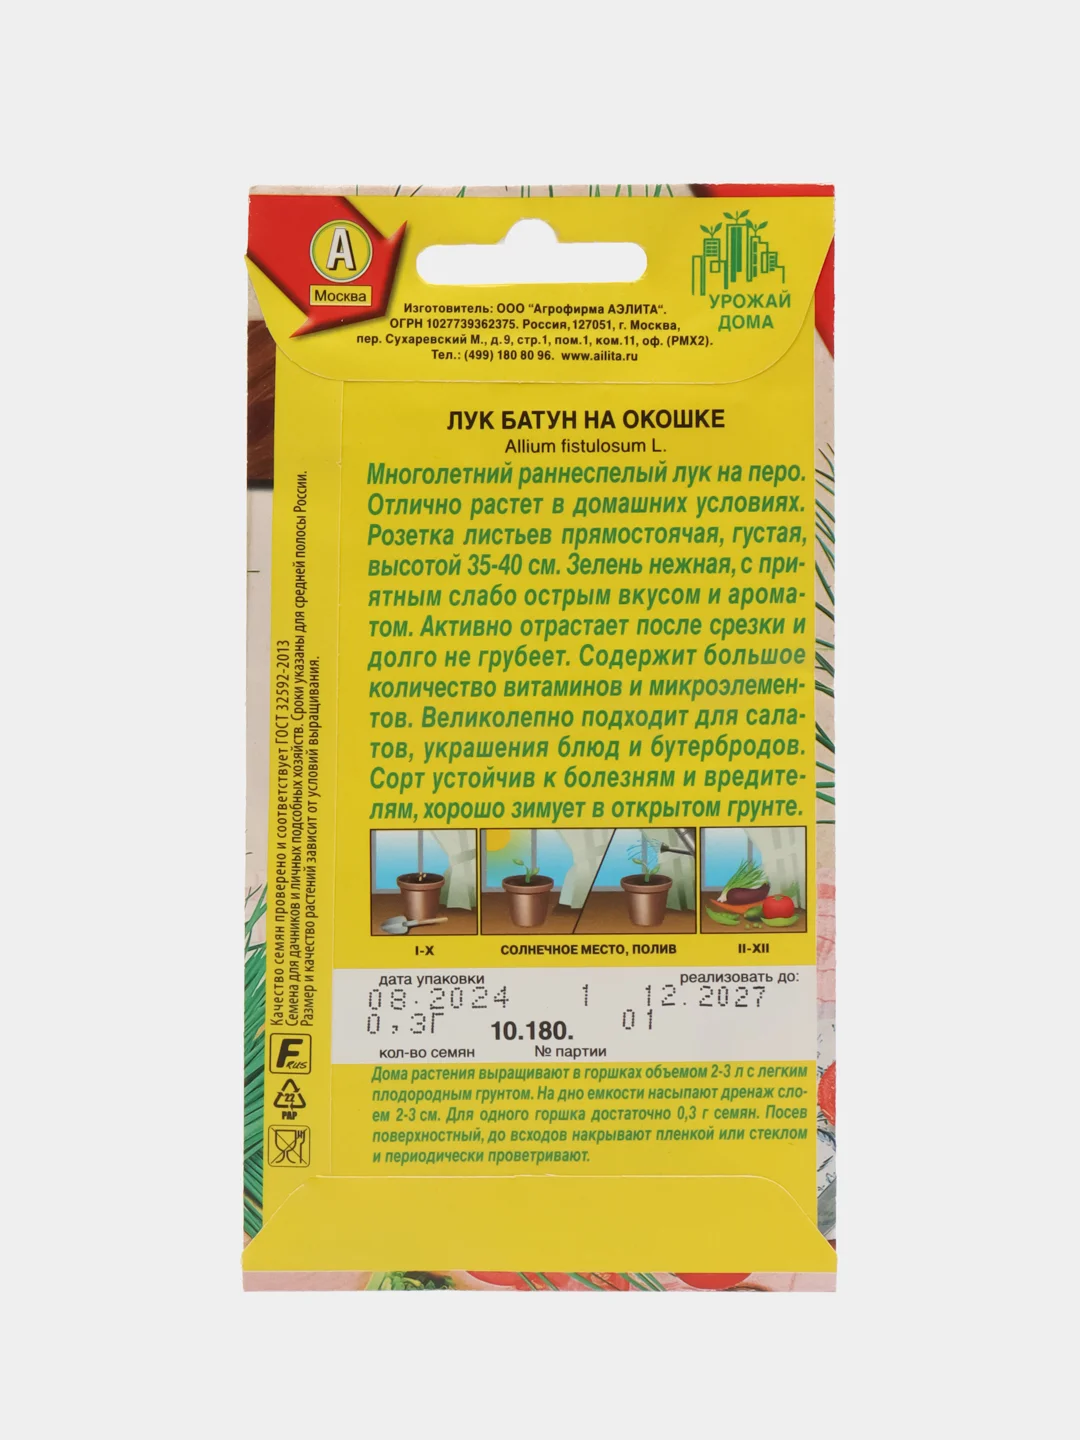 А
Москва
УРОЖАЙ
ДОМА
Изготовитель: ООО "Агрофирма АЭЛИТА".
ОГРН 1027739362375. Россия, 127051, г. Москва,
пер. Сухаревский М., д.9, стр.1, пом.1, ком.11, оф. (РМХ2).
Тел.: (499) 180 80 96. www.ailita.ru
ЛУК БАТУН НА ОКОШКЕ
Allium fistulosum L.
Многолетний раннеспелый лук на перо.
Отлично растет в домашних условиях.
Розетка листьев прямостоячая, густая,
высотой 35-40 см. Зелень нежная, с при-
ятным слабо острым вкусом и арома-
том. Активно отрастает после срезки и
долго не грубеет. Содержит большое
количество витаминов и микроэлемен-
тов. Великолепно подходит для сала-
тов, украшения блюд и бутербродов.
Сорт устойчив к болезням и вредите-
лям, хорошо зимует в открытом грунте.
I-X
СОЛНЕЧНОЕ МЕСТО, ПОЛИВ
II-XII
дата упаковки
реализовать до:
08.2024 1 12.2027
0,3Г 10.180. 01
кол-во семян
№ партии
Дома растения выращивают в горшках объемом 2-3 л с легким
плодородным грунтом. На дно емкости насыпают дренаж сло-
ем 2-3 см. Для одного горшка достаточно 0,3 г семян. Посев
поверхностный, до всходов накрывают пленкой или стеклом
и периодически проветривают.
Качество семян проверено и соответствует ГОСТ 32592-2013
Семена для дачников и личных подсобных хозяйств. Сроки указаны для средней полосы России.
Размер и качество растений зависит от условий выращивания.
F RUS
22
PAP